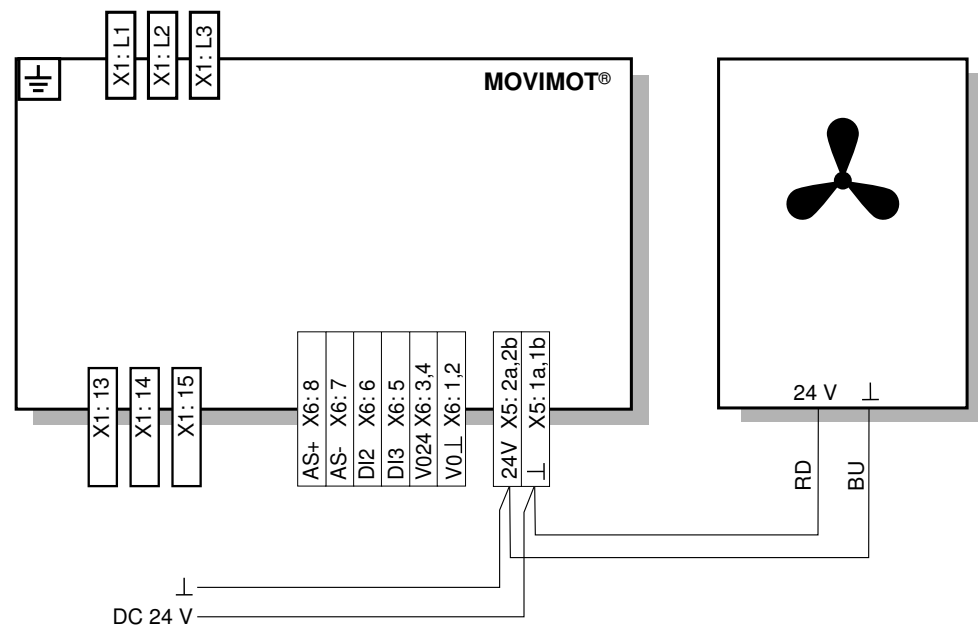 X1: L1
X1: L2
X1: L3
MOVIMOT®
X1: 13
X1: 14
X1: 15
AS+ X6: 8
AS- X6: 7
DI2 X6: 6
DI3 X6: 5
V024 X6: 3,4
V0⊥ X6: 1,2
24V X5: 2a,2b
⊥ X5: 1a,1b
24 V ⊥
RD
BU
⊥
DC 24 V